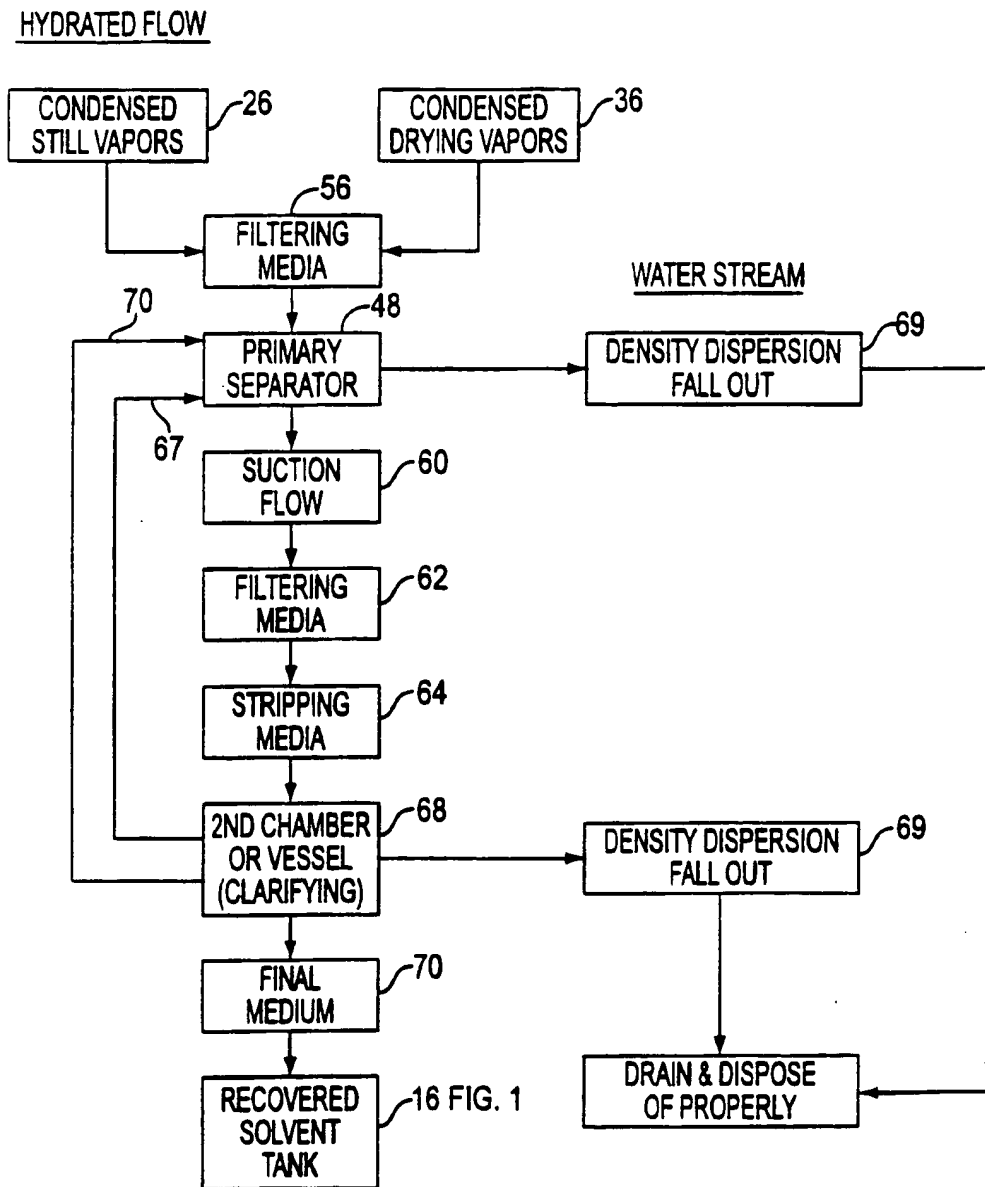 HYDRATED FLOW
CONDENSED
STILL VAPORS
26
CONDENSED
DRYING VAPORS
36
56
FILTERING
MEDIA
WATER STREAM
70
48
PRIMARY
SEPARATOR
69
DENSITY DISPERSION
FALL OUT
67
SUCTION
FLOW
60
FILTERING
MEDIA
62
STRIPPING
MEDIA
64
2ND CHAMBER
OR VESSEL
(CLARIFYING)
68
DENSITY DISPERSION
FALL OUT
69
FINAL
MEDIUM
70
RECOVERED
SOLVENT
TANK
16 FIG. 1
DRAIN & DISPOSE
OF PROPERLY